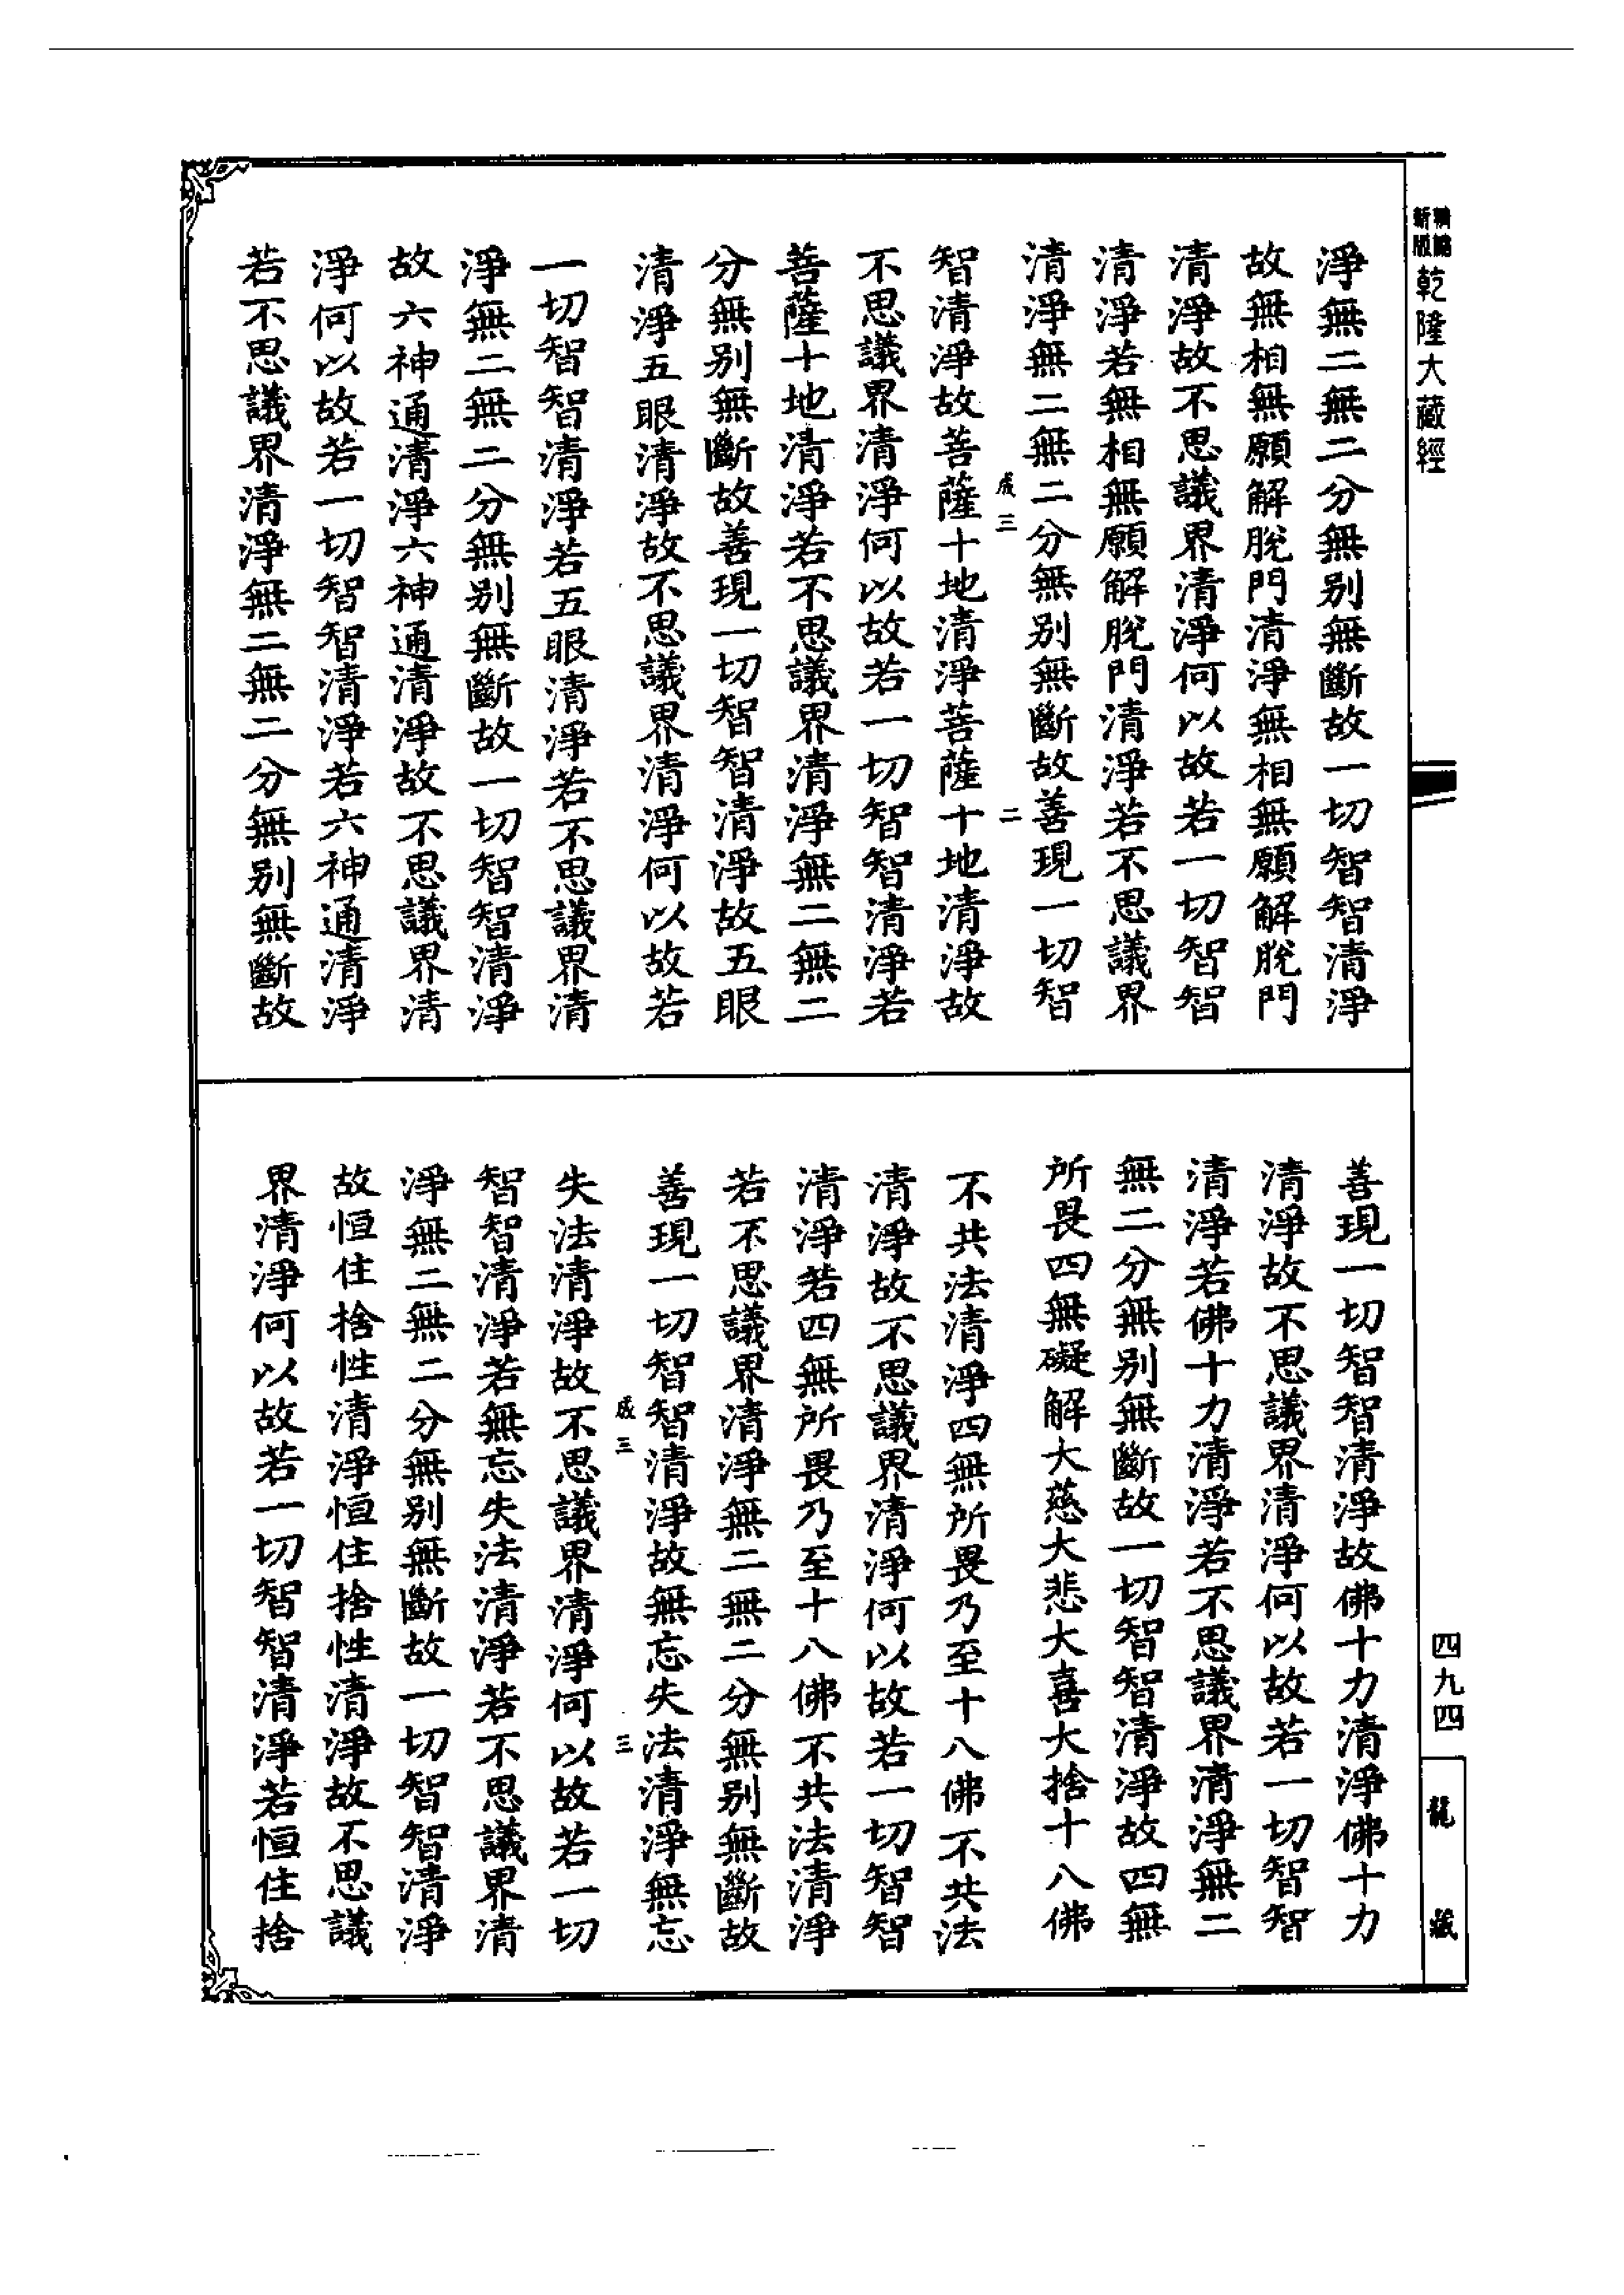 新編縮版乾隆大藏經
淨無二無二分無別無斷故一切智智清淨
故無相無願解脫門清淨無相無願解脫門
清淨故不思議界清淨何以故若一切智智
清淨若無相無願解脫門清淨若不思議界
清淨無二無二分無別無斷故善現一切智
三 二
智清淨故菩薩十地清淨菩薩十地清淨故
不思議界清淨何以故若一切智智清淨若
菩薩十地清淨若不思議界清淨無二無二
分無別無斷故善現一切智智清淨故五眼
清淨五眼清淨故不思議界清淨何以故若
一切智智清淨若五眼清淨若不思議界清
淨無二無二分無別無斷故一切智智清淨
故六神通清淨六神通清淨故不思議界清
淨何以故若一切智智清淨若六神通清淨
若不思議界清淨無二無二分無別無斷故
善現一切智智清淨故佛十力清淨佛十力
清淨故不思議界清淨何以故若一切智智
清淨若佛十力清淨若不思議界清淨無二
無二分無別無斷故一切智智清淨故四無
所畏四無礙解大慈大悲大喜大捨十八佛
不共法清淨四無所畏乃至十八佛不共法
清淨故不思議界清淨何以故若一切智智
清淨若四無所畏乃至十八佛不共法清淨
若不思議界清淨無二無二分無別無斷故
善現一切智智清淨故無忘失法清淨無忘
三 三
失法清淨故不思議界清淨何以故若一切
智智清淨若無忘失法清淨若不思議界清
淨無二無二分無別無斷故一切智智清淨
故恒住捨性清淨恒住捨性清淨故不思議
界清淨何以故若一切智智清淨若恒住捨
四九四
龍藏